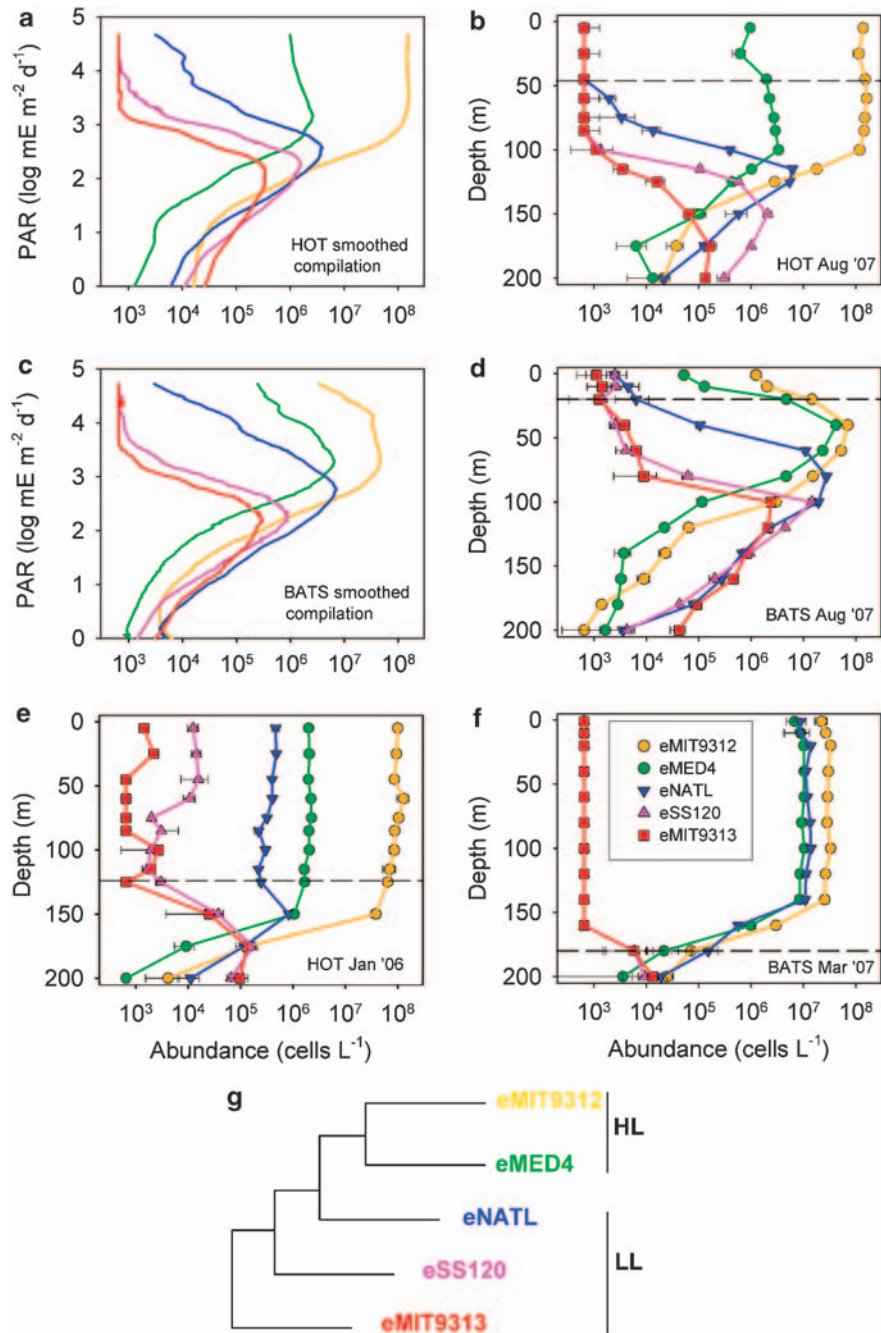 a
5
4
3
2
1
0
PAR (log mE m⁻² d⁻¹)
10³ 10⁴ 10⁵ 10⁶ 10⁷ 10⁸
HOT smoothed
compilation
b
0
50
100
150
200
Depth (m)
10³ 10⁴ 10⁵ 10⁶ 10⁷ 10⁸
HOT Aug '07
c
5
4
3
2
1
0
PAR (log mE m⁻² d⁻¹)
10³ 10⁴ 10⁵ 10⁶ 10⁷ 10⁸
BATS smoothed
compilation
d
0
50
100
150
200
Depth (m)
10³ 10⁴ 10⁵ 10⁶ 10⁷ 10⁸
BATS Aug '07
e
0
50
100
150
200
Depth (m)
HOT Jan '06
10³ 10⁴ 10⁵ 10⁶ 10⁷ 10⁸
Abundance (cells L⁻¹)
f
0
50
100
150
200
Depth (m)
eMIT9312
eMED4
eNATL
eSS120
eMIT9313
BATS Mar '07
10³ 10⁴ 10⁵ 10⁶ 10⁷ 10⁸
Abundance (cells L⁻¹)
g
eMIT9312
eMED4
HL
eNATL
eSS120
eMIT9313
LL